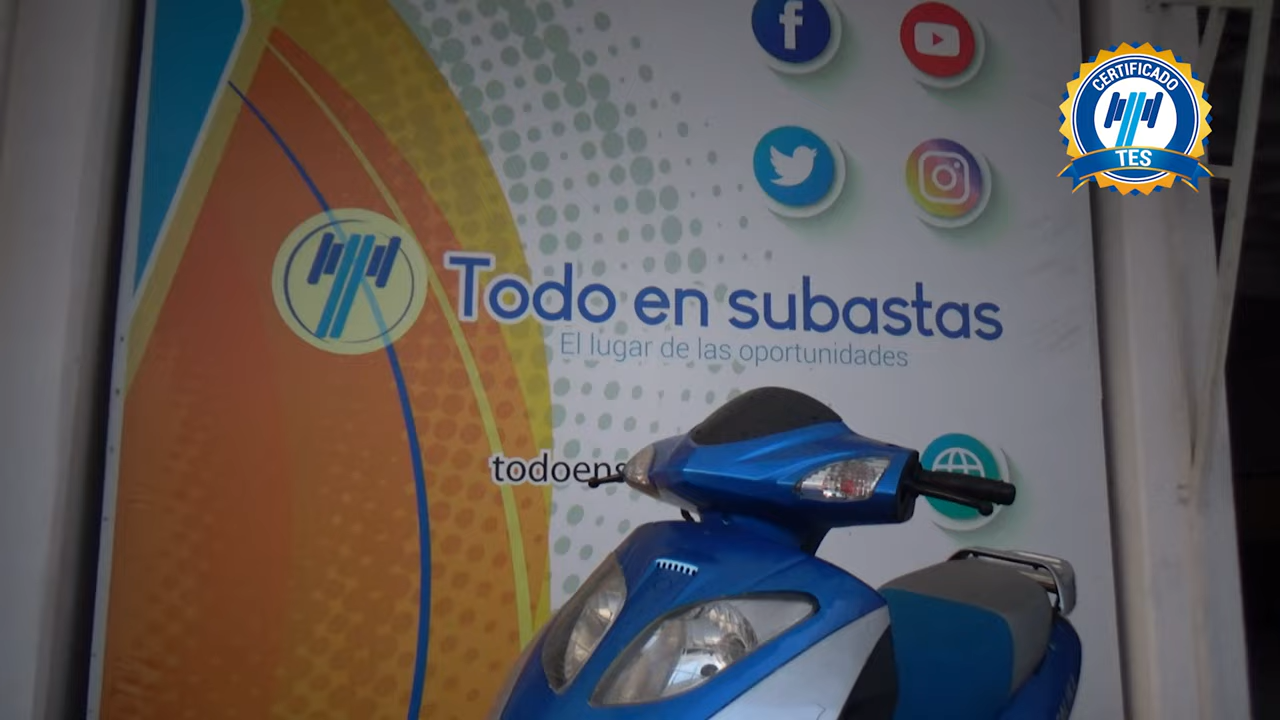 CERTIFICADO
TES
Todo en subastas
El lugar de las oportunidades
todoens